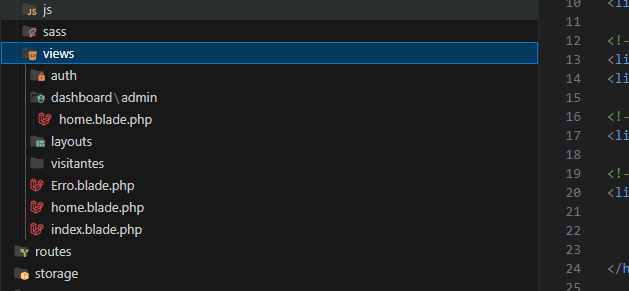 js
sass
views
auth
dashboard\admin
home.blade.php
layouts
visitantes
Erro.blade.php
home.blade.php
index.blade.php
routes
storage
10 <li
11
12 <!-
13 <li
14 <li
15
16 <!-
17 <li
18
19 <!-
20 <li
21
22
23
24 </h
25